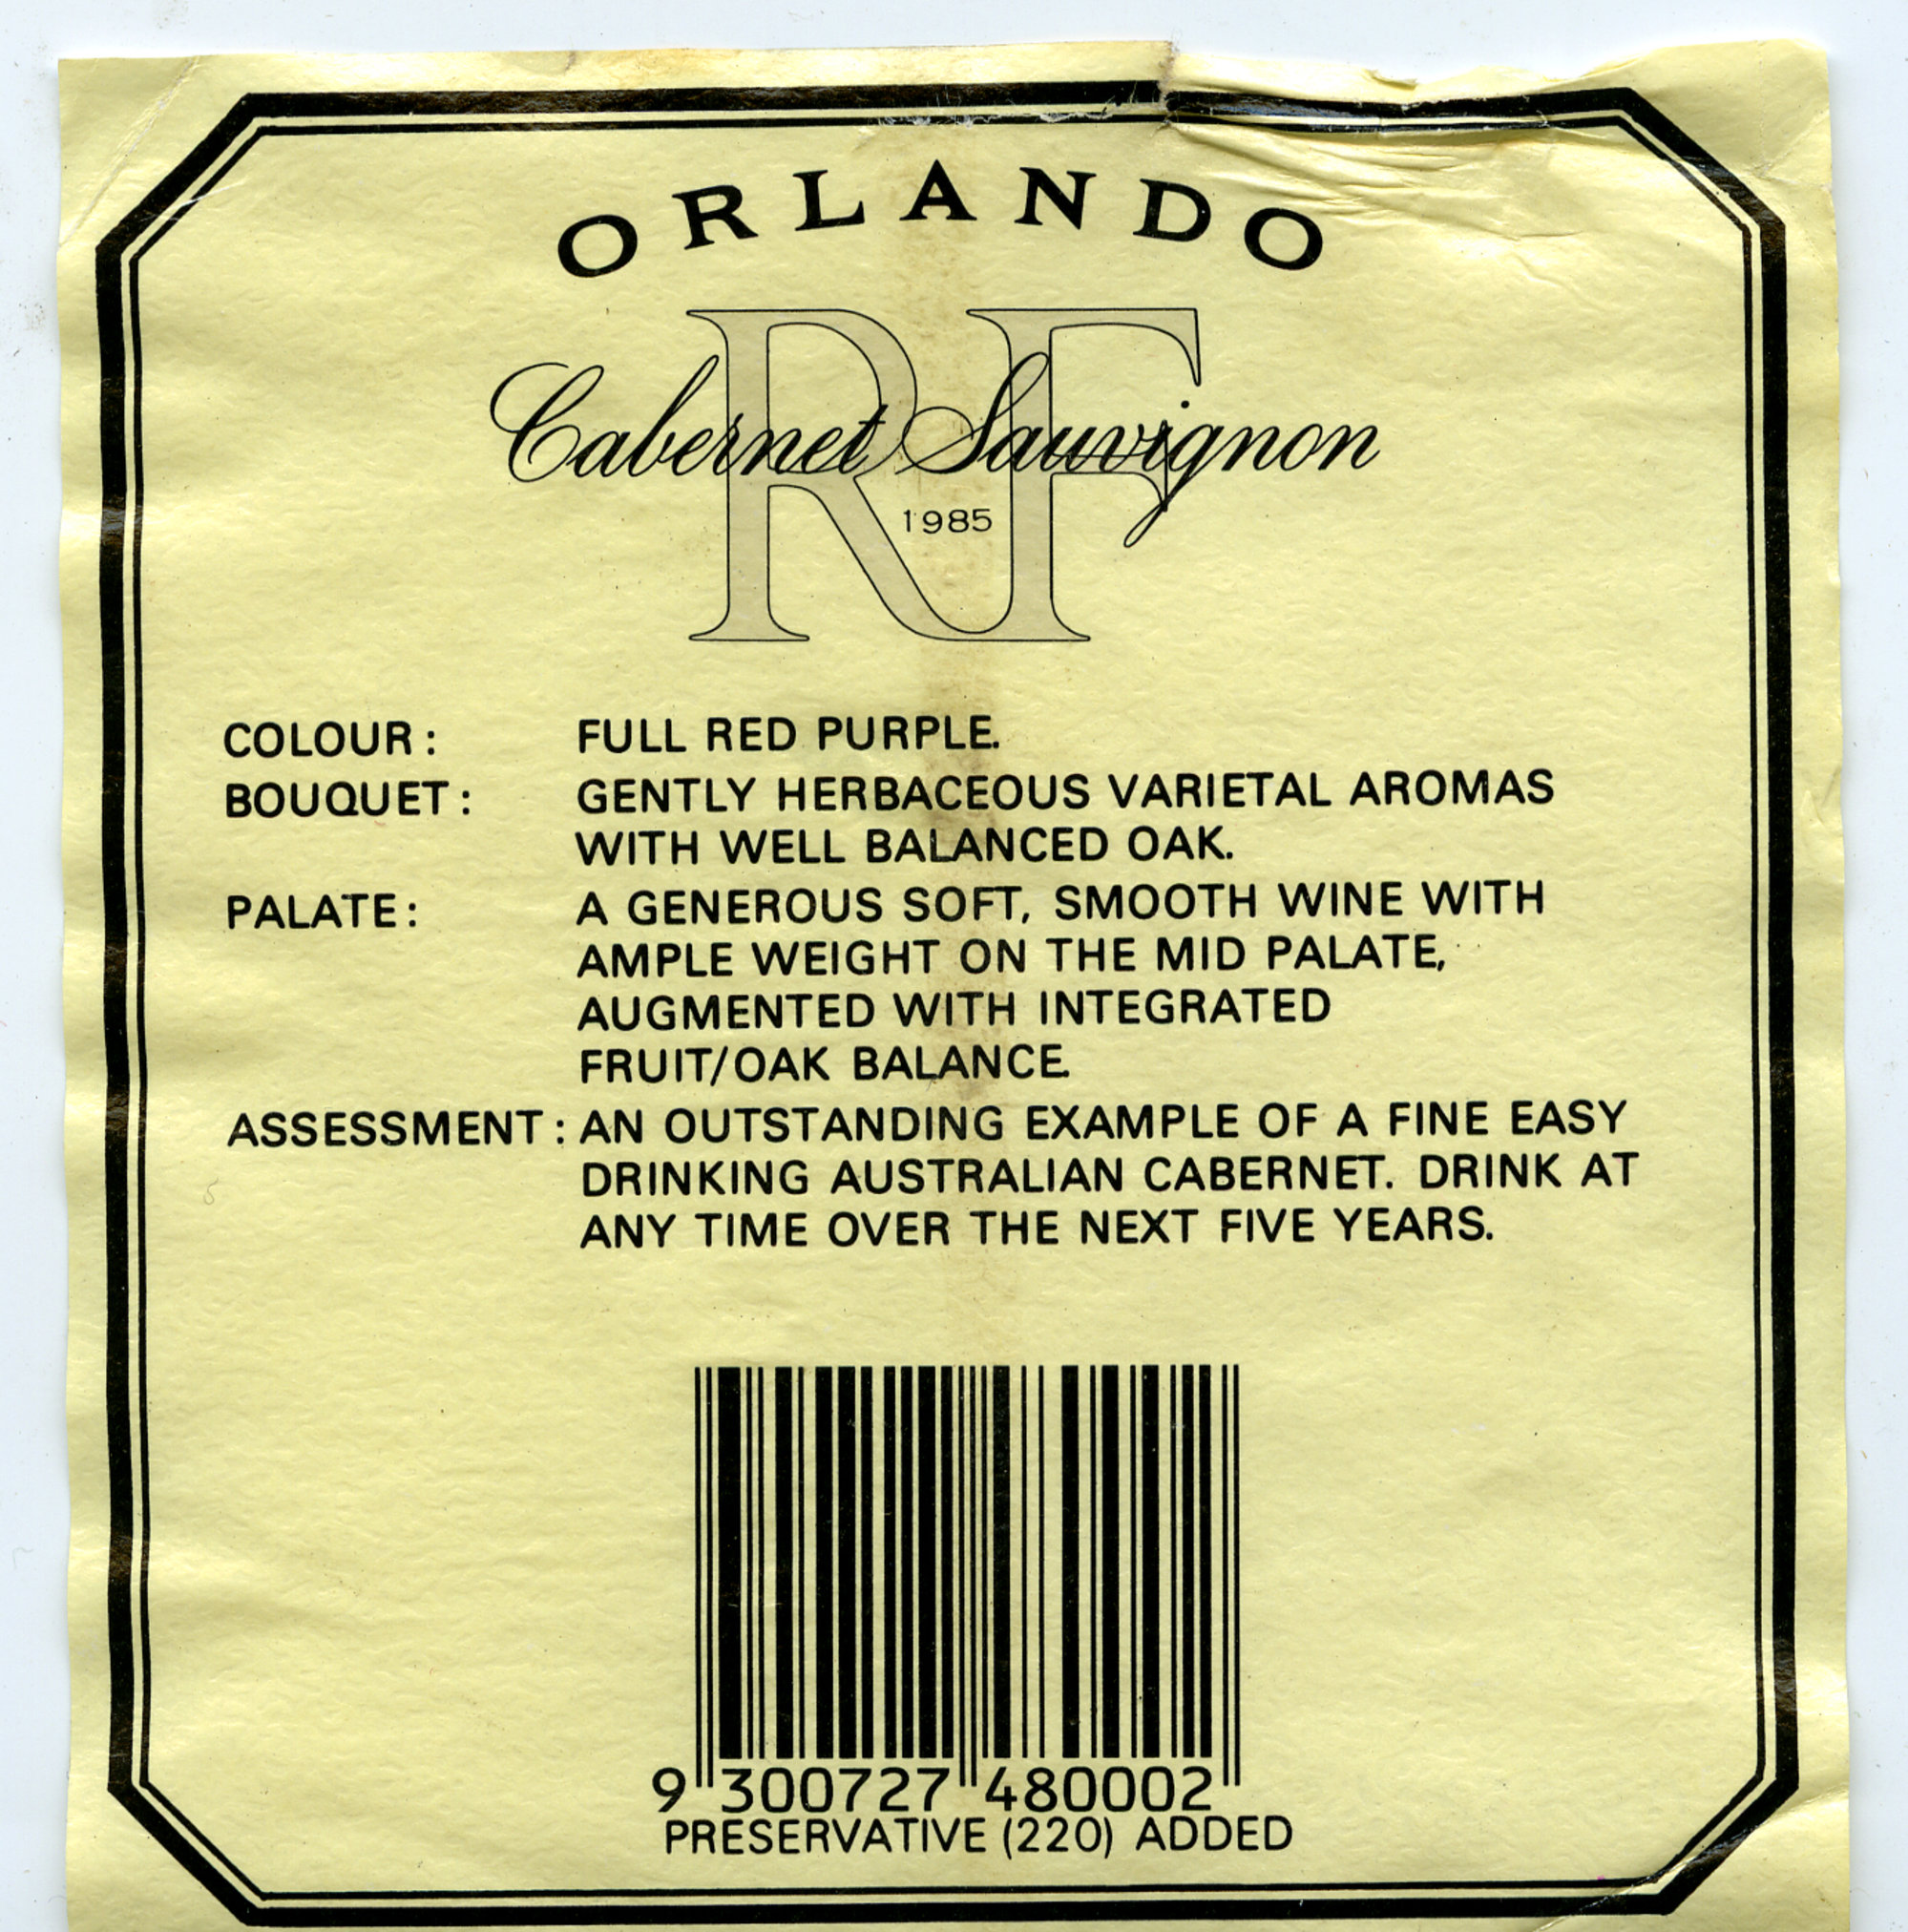 ORLANDO
RF
Cabernet Sauvignon
1985
COLOUR: FULL RED PURPLE.
BOUQUET: GENTLY HERBACEOUS VARIETAL AROMAS
WITH WELL BALANCED OAK.
PALATE: A GENEROUS SOFT, SMOOTH WINE WITH
AMPLE WEIGHT ON THE MID PALATE,
AUGMENTED WITH INTEGRATED
FRUIT/OAK BALANCE.
ASSESSMENT: AN OUTSTANDING EXAMPLE OF A FINE EASY
DRINKING AUSTRALIAN CABERNET. DRINK AT
ANY TIME OVER THE NEXT FIVE YEARS.
9 300727 480002
PRESERVATIVE (220) ADDED